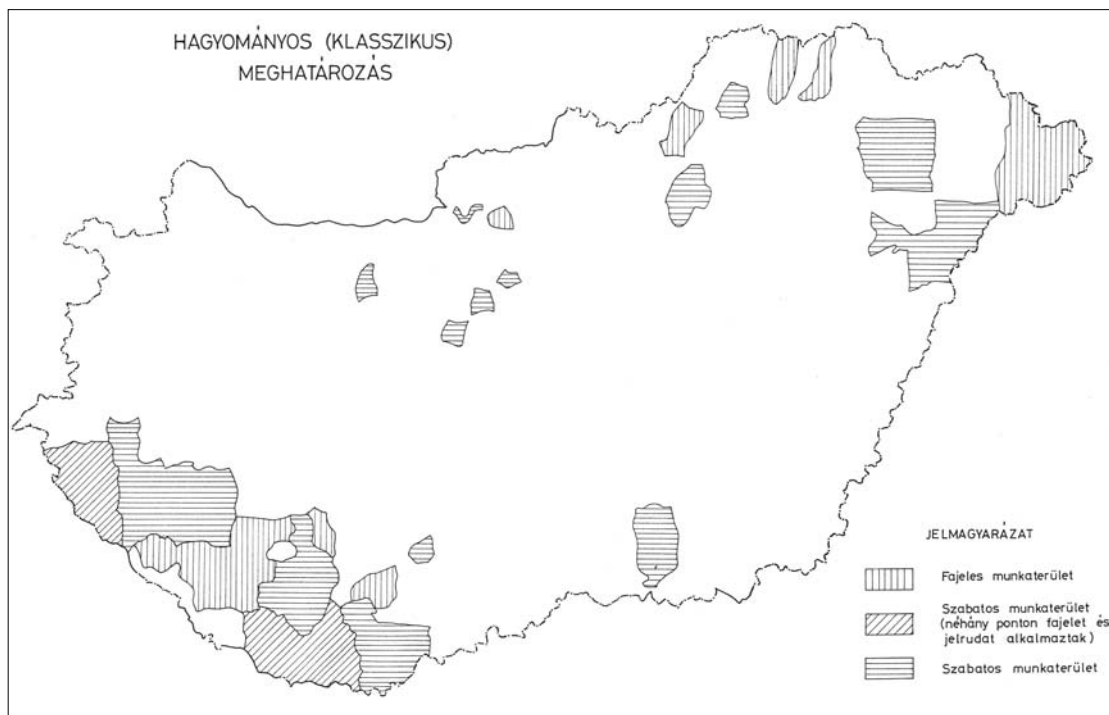 HAGYOMÁNYOS (KLASSZIKUS)
MEGHATÁROZÁS
JELMAGYARÁZAT
Fajeles munkaterület
Szabatos munkaterület
(néhány ponton fajelet és
jelrudat alkalmaztak)
Szabatos munkaterület